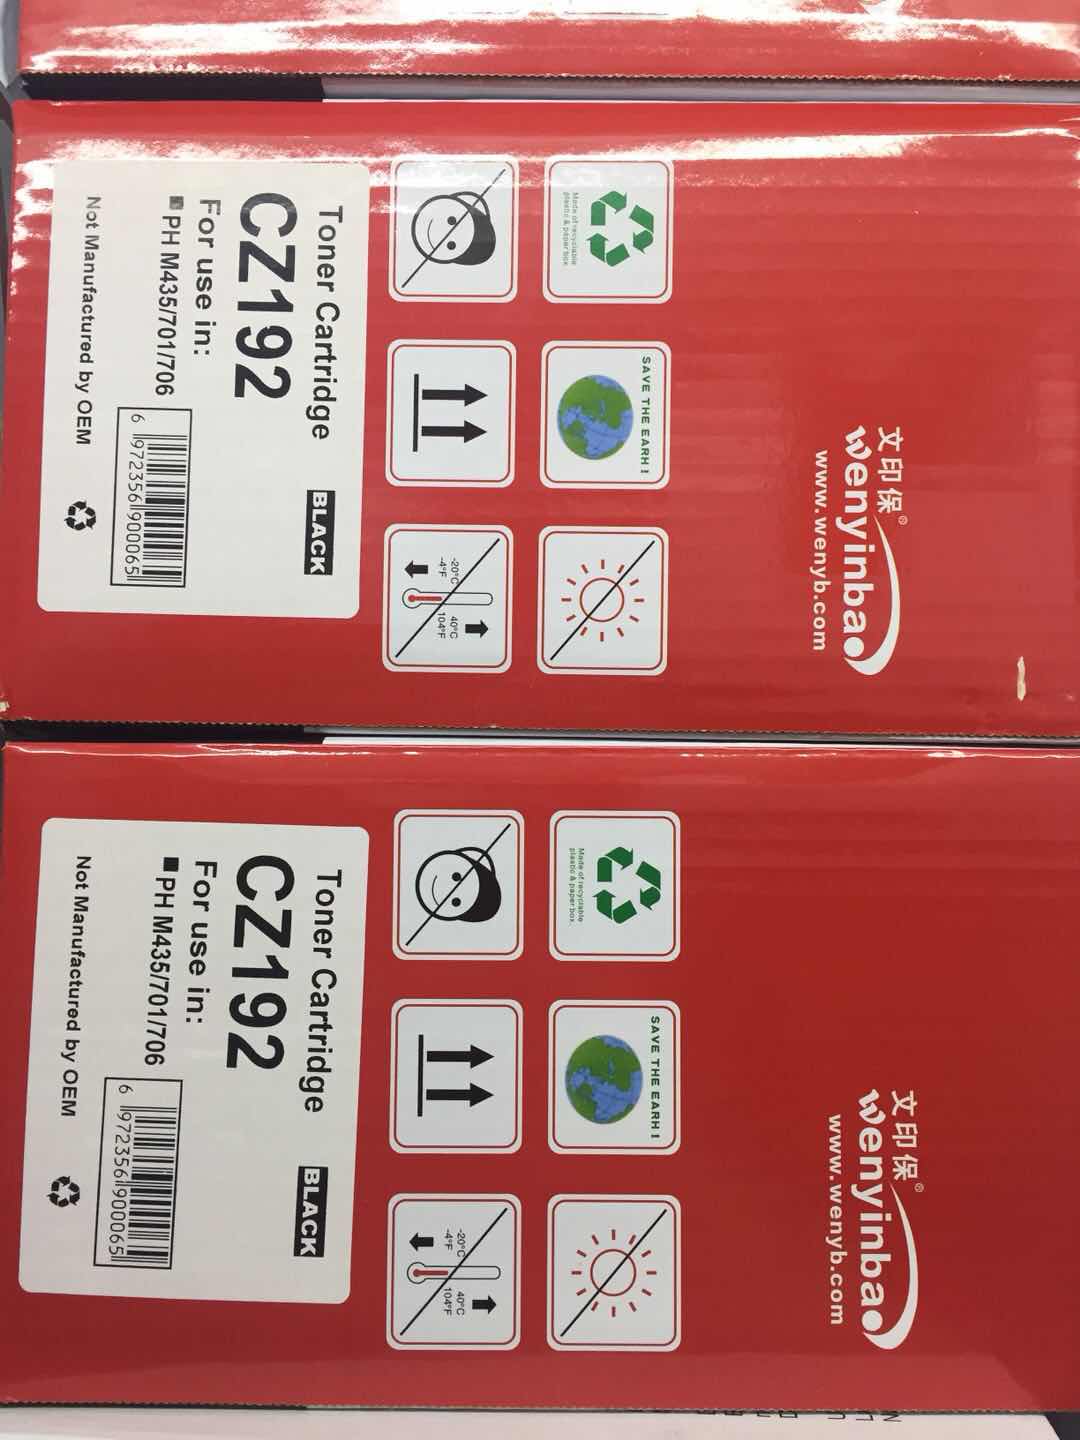 文印保®
wenyinbao
www.wenyb.com
Made of recyclable
plastic & paper box.
SAVE THE EARH!
-20°C
-4°F
40°C
104°F
Toner Cartridge
BLACK
CZ192
For use in:
■ PH M435/701/706
Not Manufactured by OEM
6 972356 900065
文印保®
wenyinbao
www.wenyb.com
Made of recyclable
plastic & paper box.
SAVE THE EARH!
-20°C
-4°F
40°C
104°F
Toner Cartridge
BLACK
CZ192
For use in:
■ PH M435/701/706
Not Manufactured by OEM
6 972356 900065